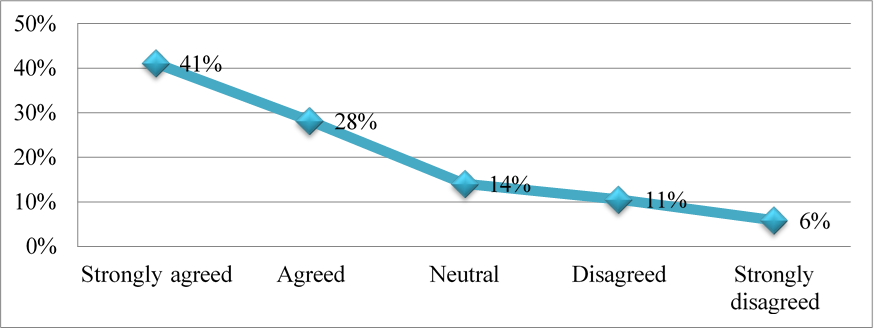 50%
40%
30%
20%
10%
0%
41%
28%
14%
11%
6%
Strongly agreed
Agreed
Neutral
Disagreed
Strongly
disagreed